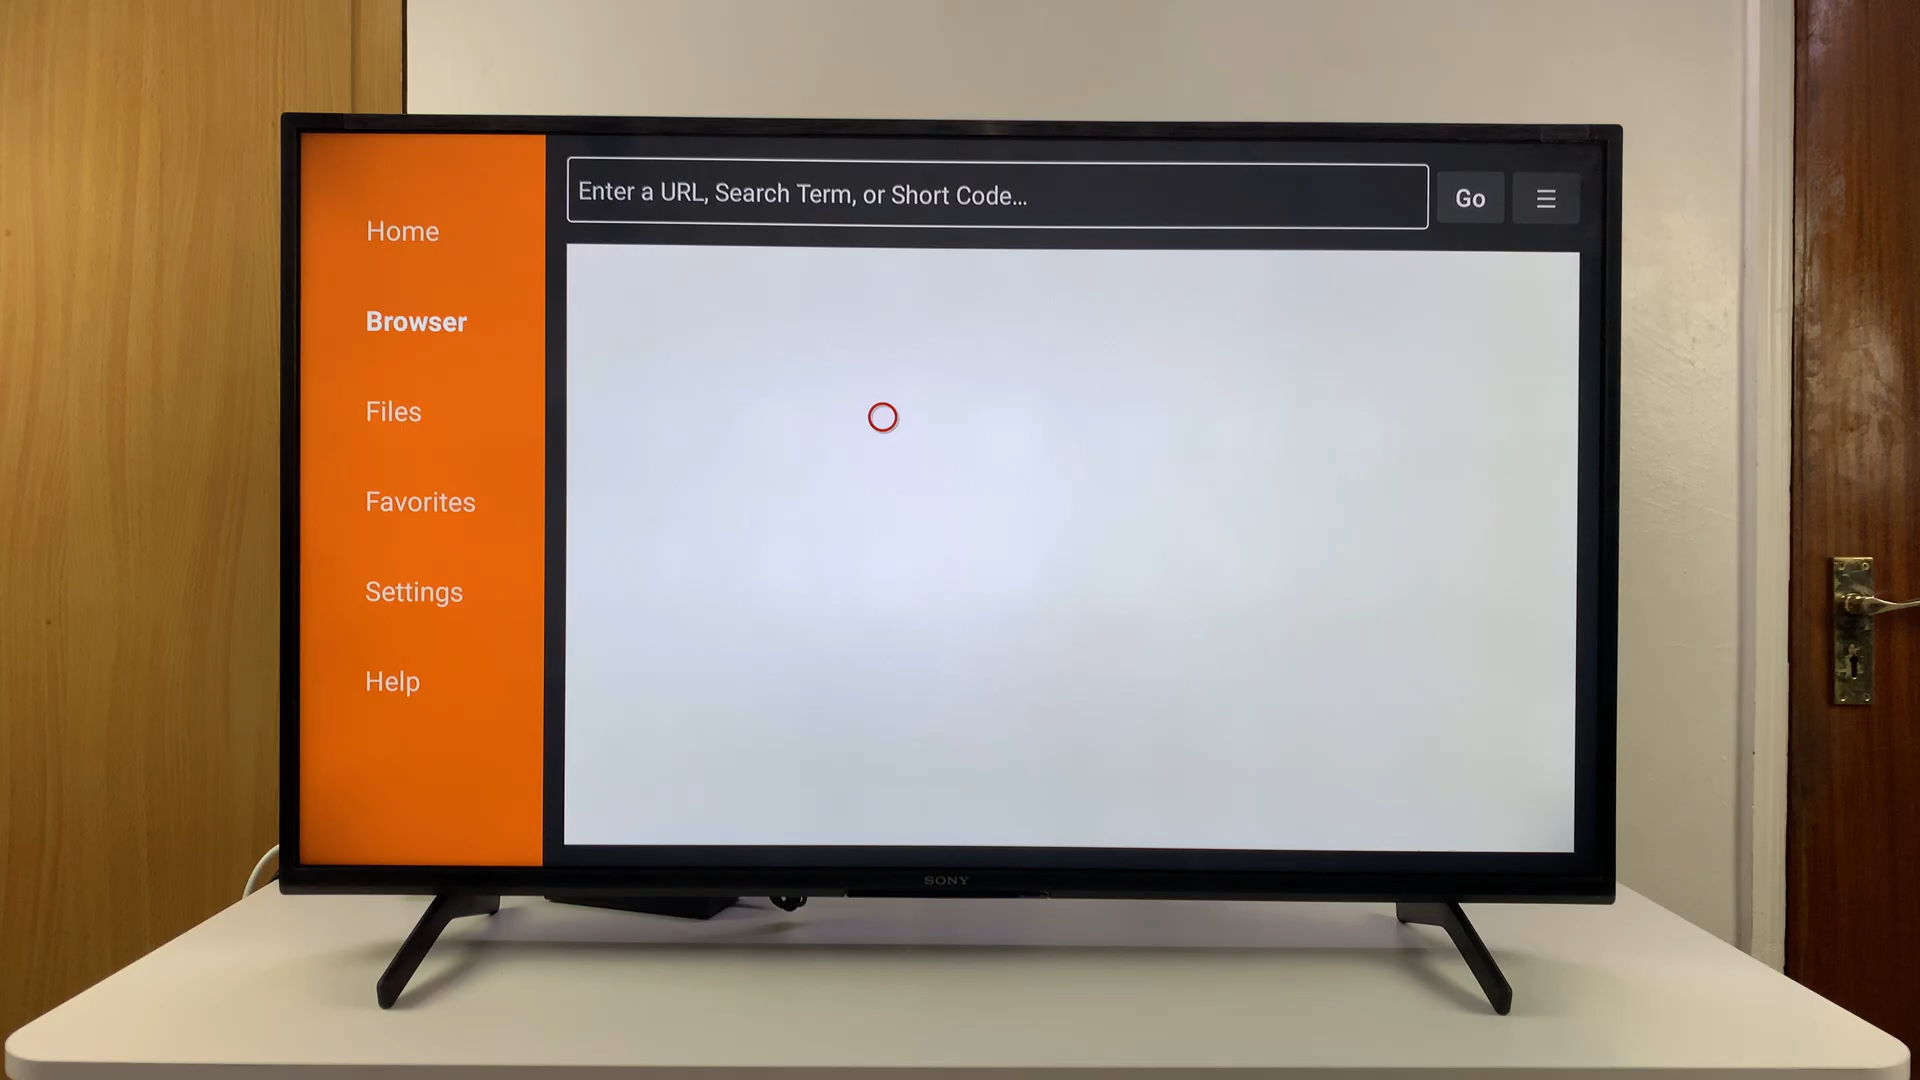 Home
Browser
Files
Favorites
Settings
Help
Enter a URL, Search Term, or Short Code...
Go
SONY